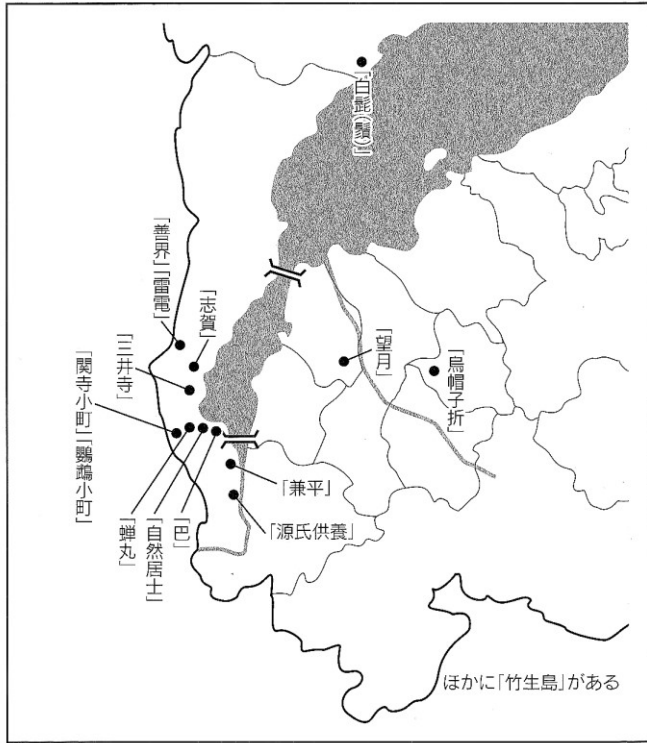 「白髭(鬚)」
「善界」「雷電」
「志賀」
「三井寺」
「関寺小町」「鸚鵡小町」
「望月」
「烏帽子折」
「兼平」
「源氏供養」
「巴」
「自然居士」
「蝉丸」
ほかに「竹生島」がある